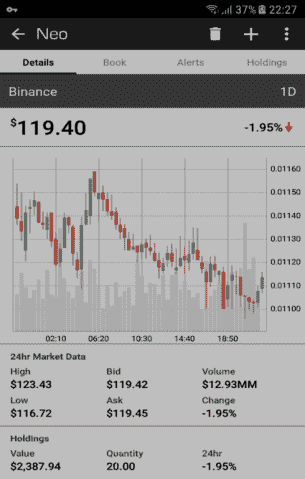 37% 22:27
Neo
Details Book Alerts Holdings
Binance 1D
$119.40 -1.95%
0.01160
0.01150
0.01140
0.01130
0.01120
0.01110
0.01100
02:10 06:20 10:30 14:40 18:50
24hr Market Data
High Bid Volume
$123.43 $119.42 $12.93MM
Low Ask Change
$116.72 $119.45 -1.95%
Holdings
Value Quantity 24hr
$2,387.94 20.00 -1.95%